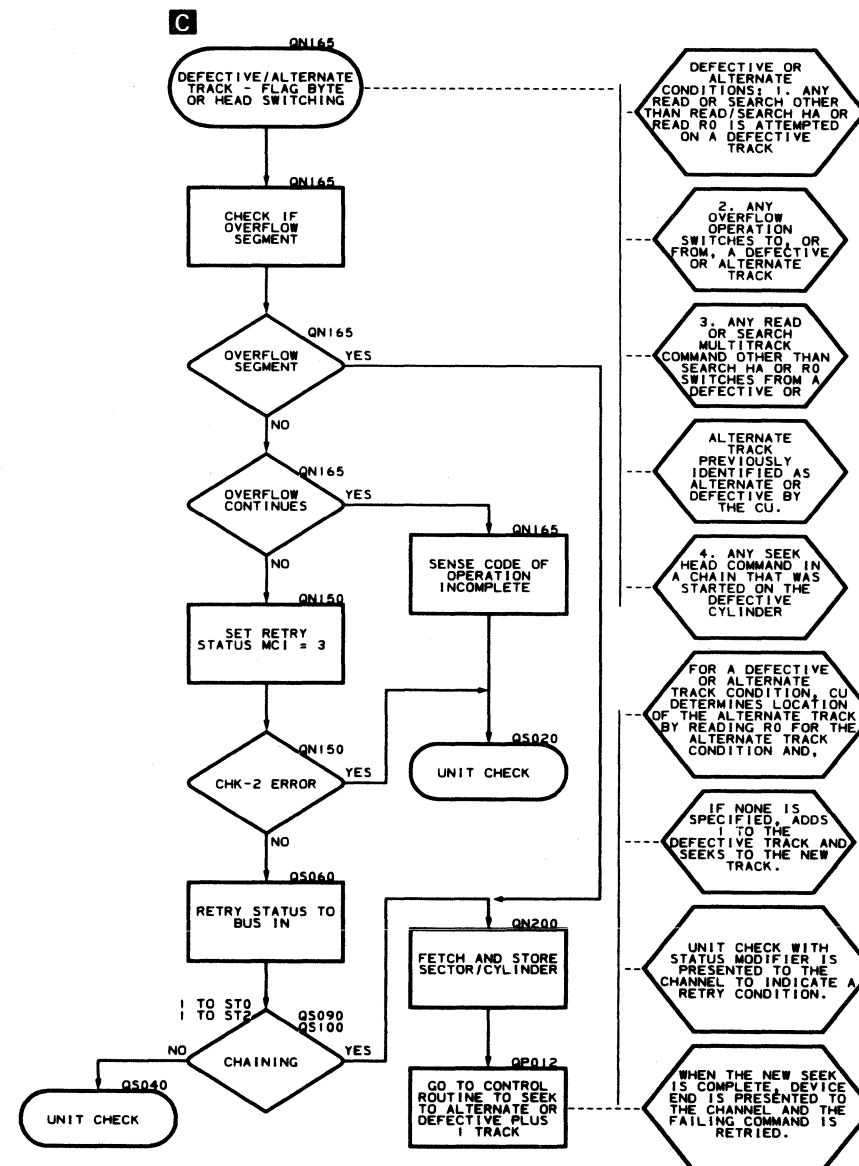 C
QN165
DEFECTIVE/ALTERNATE
TRACK - FLAG BYTE
OR HEAD SWITCHING
QN165
CHECK IF
OVERFLOW
SEGMENT
QN165
OVERFLOW
SEGMENT
YES
NO
QN165
OVERFLOW
CONTINUES
YES
NO
QN165
SENSE CODE OF
OPERATION
INCOMPLETE
QN150
SET RETRY
STATUS MCI = 3
QN150
CHK-2 ERROR
YES
NO
QS020
UNIT CHECK
QS060
RETRY STATUS TO
BUS IN
1 TO ST0
1 TO ST2
QS090
QS100
CHAINING
NO
YES
QS040
UNIT CHECK
QN200
FETCH AND STORE
SECTOR/CYLINDER
QP012
GO TO CONTROL
ROUTINE TO SEEK
TO ALTERNATE OR
DEFECTIVE PLUS
1 TRACK
DEFECTIVE OR
ALTERNATE
CONDITIONS: 1. ANY
READ OR SEARCH OTHER
THAN READ/SEARCH HA OR
READ R0 IS ATTEMPTED
ON A DEFECTIVE
TRACK
2. ANY
OVERFLOW
OPERATION
SWITCHES TO, OR
FROM, A DEFECTIVE
OR ALTERNATE
TRACK
3. ANY READ
OR SEARCH
MULTITRACK
COMMAND OTHER THAN
SEARCH HA OR R0
SWITCHES FROM A
DEFECTIVE OR
ALTERNATE
TRACK
PREVIOUSLY
IDENTIFIED AS
ALTERNATE OR
DEFECTIVE BY
THE CU.
4. ANY SEEK
HEAD COMMAND IN
A CHAIN THAT WAS
STARTED ON THE
DEFECTIVE
CYLINDER
FOR A DEFECTIVE
OR ALTERNATE
TRACK CONDITION, CU
DETERMINES LOCATION
OF THE ALTERNATE TRACK
BY READING R0 FOR THE
ALTERNATE TRACK
CONDITION AND,
IF NONE IS
SPECIFIED, ADDS
1 TO THE
DEFECTIVE TRACK AND
SEEKS TO THE NEW
TRACK.
UNIT CHECK WITH
STATUS MODIFIER IS
PRESENTED TO THE
CHANNEL TO INDICATE A
RETRY CONDITION.
WHEN THE NEW SEEK
IS COMPLETE, DEVICE
END IS PRESENTED TO
THE CHANNEL AND THE
FAILING COMMAND IS
RETRIED.